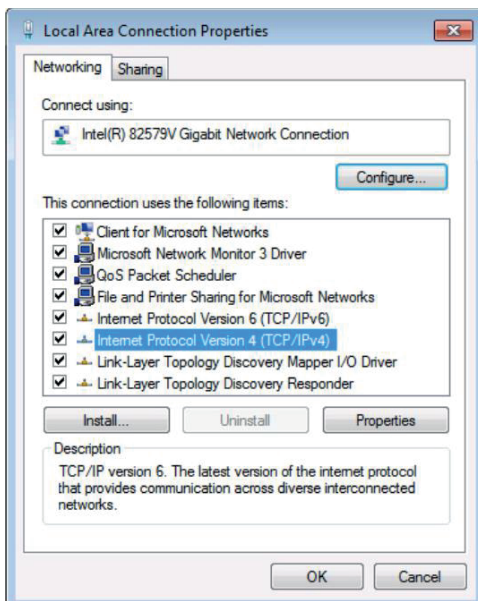 Local Area Connection Properties
Networking
Sharing
Connect using:
Intel(R) 82579V Gigabit Network Connection
Configure...
This connection uses the following items:
Client for Microsoft Networks
Microsoft Network Monitor 3 Driver
QoS Packet Scheduler
File and Printer Sharing for Microsoft Networks
Internet Protocol Version 6 (TCP/IPv6)
Internet Protocol Version 4 (TCP/IPv4)
Link-Layer Topology Discovery Mapper I/O Driver
Link-Layer Topology Discovery Responder
Install...
Uninstall
Properties
Description
TCP/IP version 6. The latest version of the internet protocol
that provides communication across diverse interconnected
networks.
OK
Cancel